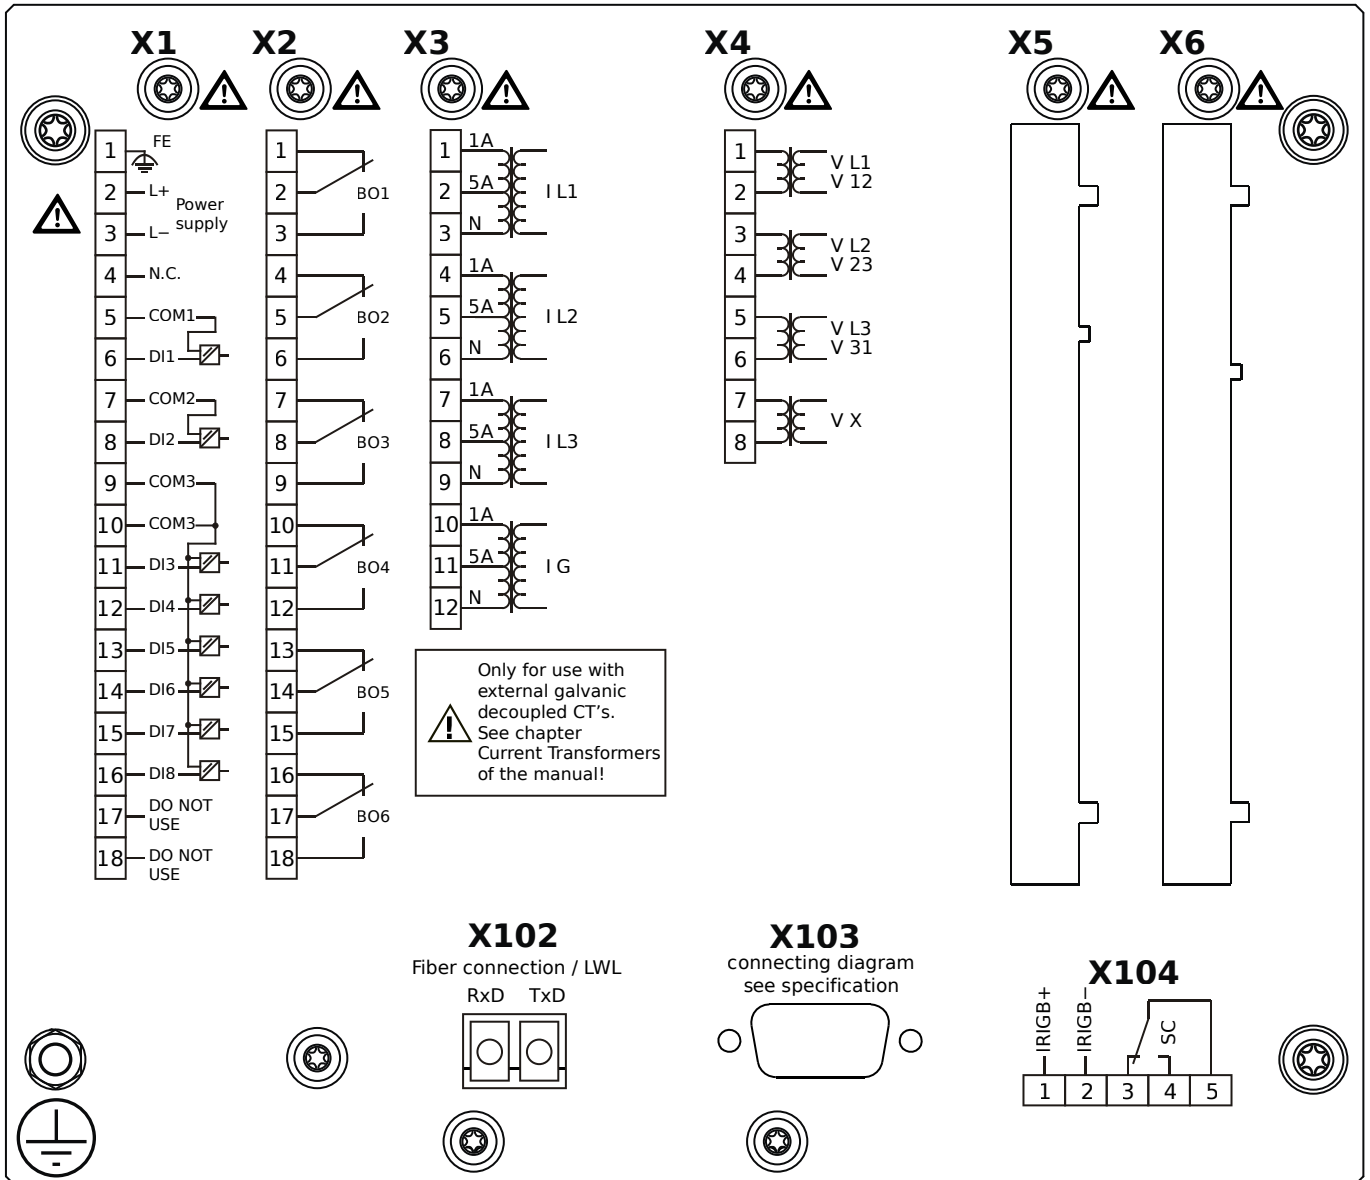 X1
X2
X3
X4
X5
X6
1
FE
2
L+
Power
supply
3
L−
4
N.C.
5
COM1
6
DI1
7
COM2
8
DI2
9
COM3
10
COM3
11
DI3
12
DI4
13
DI5
14
DI6
15
DI7
16
DI8
17
DO NOT
USE
18
DO NOT
USE
1
2
BO1
3
4
5
BO2
6
7
8
BO3
9
10
11
BO4
12
13
14
BO5
15
16
17
BO6
18
1
1A
2
5A
I L1
3
N
4
1A
5
5A
I L2
6
N
7
1A
8
5A
I L3
9
N
10
1A
11
5A
I G
12
N
Only for use with
external galvanic
decoupled CT's.
See chapter
Current Transformers
of the manual!
1
V L1
2
V 12
3
V L2
4
V 23
5
V L3
6
V 31
7
V X
8
X102
Fiber connection / LWL
RxD TxD
X103
connecting diagram
see specification
X104
IRIGB+
IRIGB−
SC
1 2 3 4 5